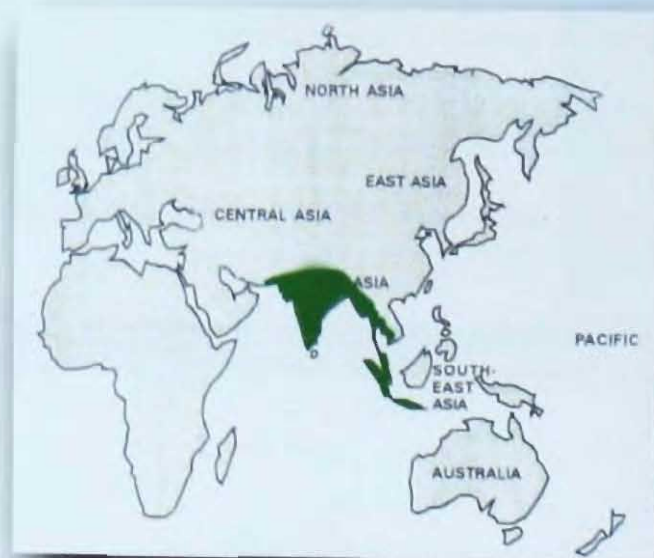 NORTH ASIA
EAST ASIA
CENTRAL ASIA
ASIA
PACIFIC
SOUTH-
EAST
ASIA
AUSTRALIA